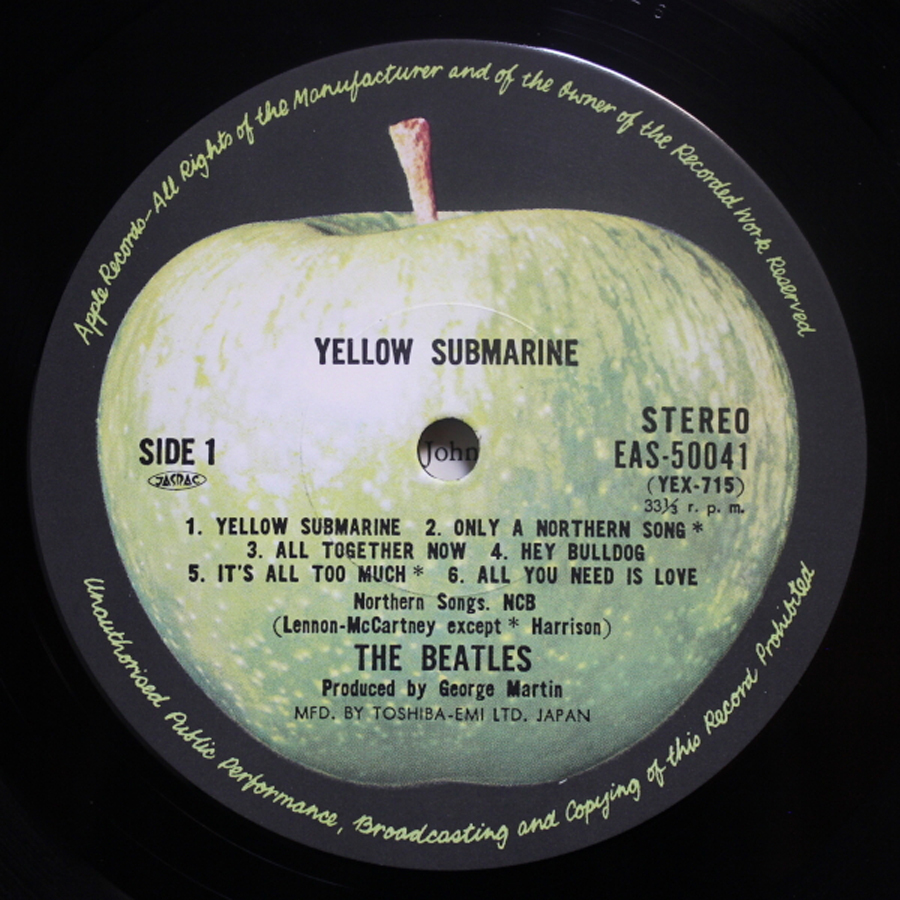 Apple Records-All Rights of the Manufacturer and of the Owner of the Recorded Work Reserved
YELLOW SUBMARINE
STEREO
SIDE 1
EAS-50041
JASRAC
(YEX-715)
33⅓ r. p. m.
John
1. YELLOW SUBMARINE 2. ONLY A NORTHERN SONG *
3. ALL TOGETHER NOW 4. HEY BULLDOG
5. IT'S ALL TOO MUCH * 6. ALL YOU NEED IS LOVE
Northern Songs. NCB
(Lennon-McCartney except * Harrison)
THE BEATLES
Produced by George Martin
MFD. BY TOSHIBA-EMI LTD. JAPAN
Unauthorised Public Performance, Broadcasting and Copying of this Record Prohibited